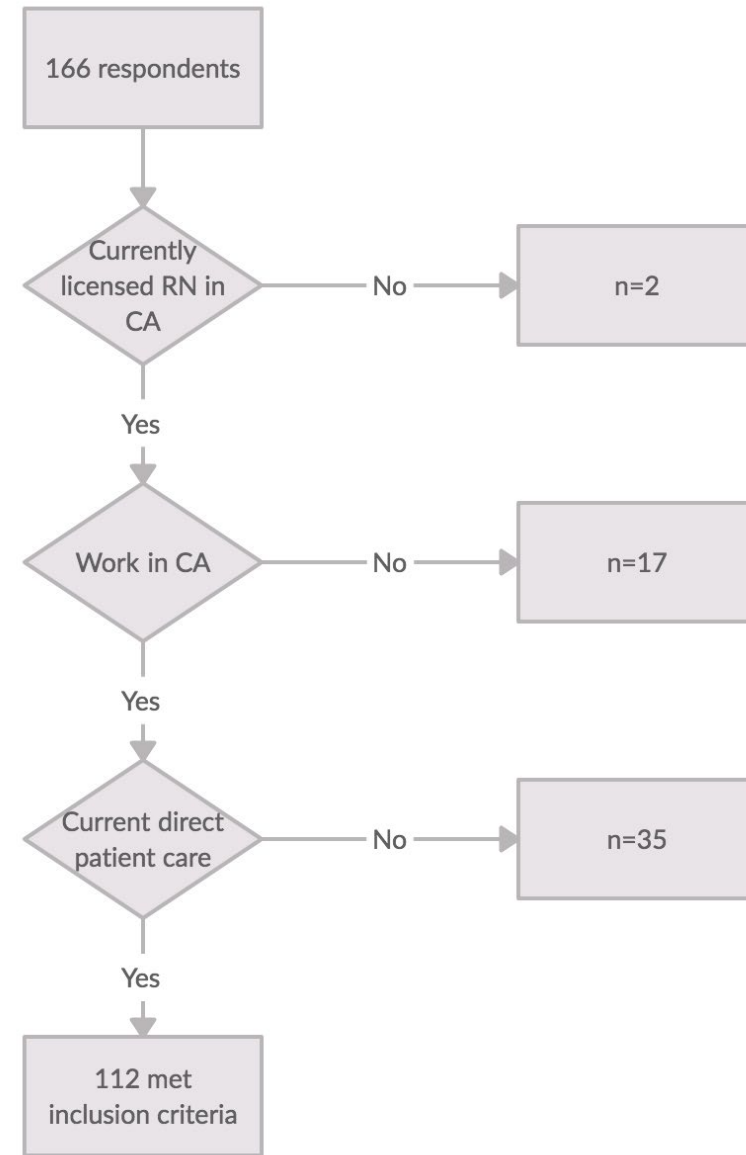 166 respondents
Currently
licensed RN in
CA
No
n=2
Yes
Work in CA
No
n=17
Yes
Current direct
patient care
No
n=35
Yes
112 met
inclusion criteria